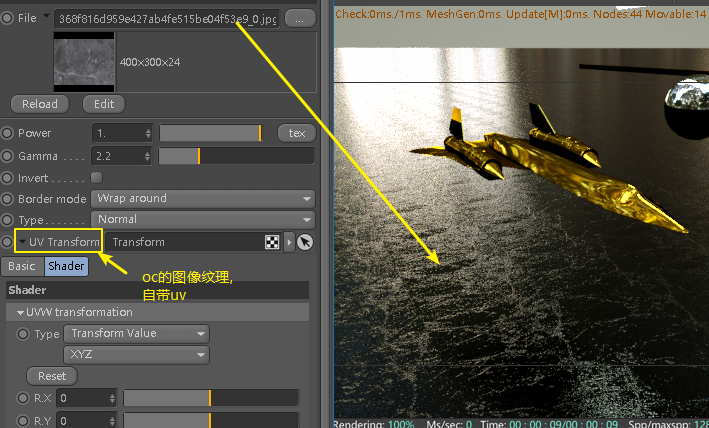 File 368f816d959e427ab4fe515be04f53e9_0.jpg ...
400x300x24
Reload Edit
Power 1. tex
Gamma . . . . 2.2
Invert . . . .
Border mode Wrap around
Type . . . . . . . Normal
UV Transform Transform
Basic Shader
oc的图像纹理,
自带uv
Shader
UVW transformation
Type Transform Value
XYZ
Reset
R.X 0
R.Y 0
Check:0ms./1ms. MeshGen:0ms. Update[M]:0ms. Nodes:44 Movable:14
Rendering: 100% Ms/sec: 0 Time: 00 : 00 : 09/00 : 00 : 09 Spp/maxspp: 128